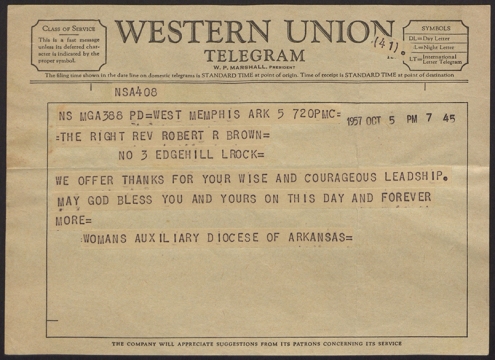 CLASS OF SERVICE
This is a fast message
unless its deferred char-
acter is indicated by the
proper symbol.
WESTERN UNION
TELEGRAM
W. P. MARSHALL, PRESIDENT
(41).
SYMBOLS
DL=Day Letter
NL=Night Letter
LT=International Letter Telegram
The filing time shown in the date line on domestic telegrams is STANDARD TIME at point of origin. Time of receipt is STANDARD TIME at point of destination
NSA408
NS MGA388 PD=WEST MEMPHIS ARK 5 720PMC=
1957 OCT 5 PM 7 45
:THE RIGHT REV ROBERT R BROWN=
NO 3 EDGEHILL LROCK=
WE OFFER THANKS FOR YOUR WISE AND COURAGEOUS LEADSHIP.
MAY GOD BLESS YOU AND YOURS ON THIS DAY AND FOREVER
MORE=
WOMANS AUXILIARY DIOCESE OF ARKANSAS=
THE COMPANY WILL APPRECIATE SUGGESTIONS FROM ITS PATRONS CONCERNING ITS SERVICE